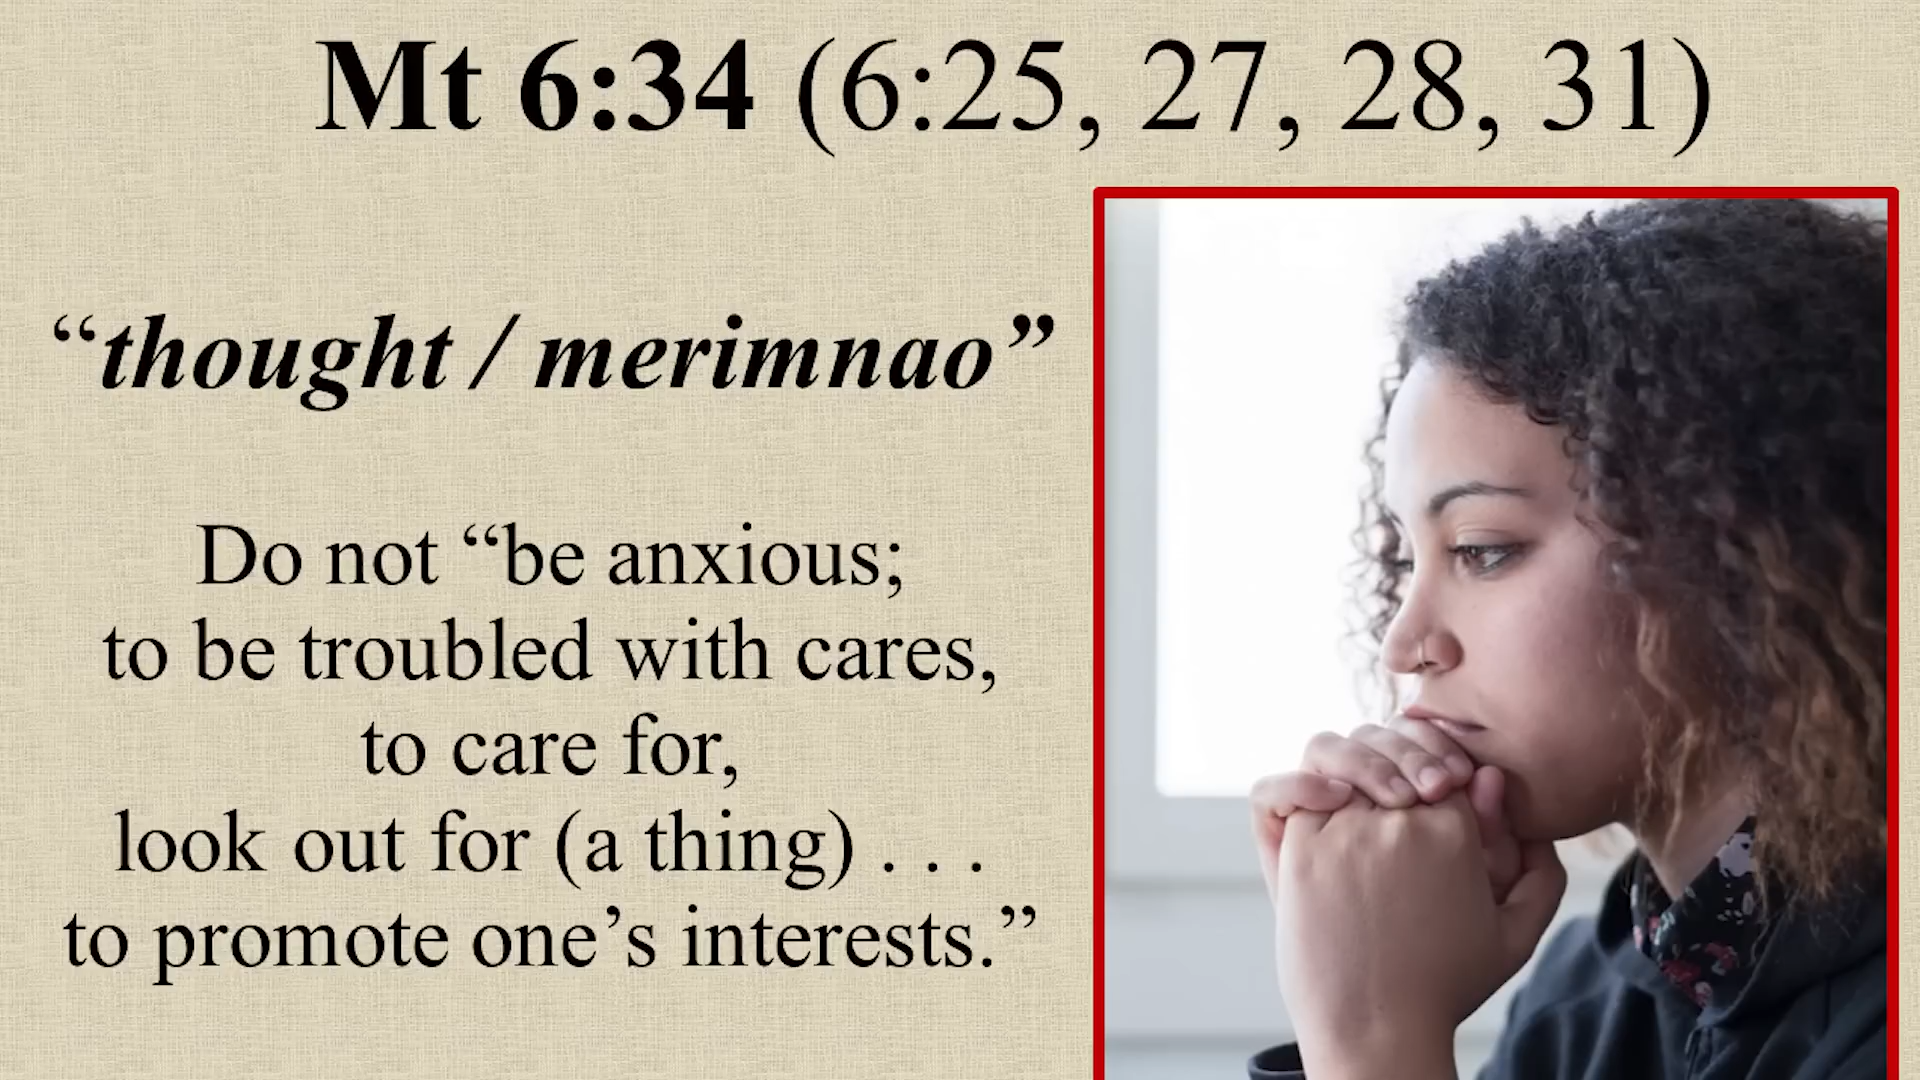 Mt 6:34 (6:25, 27, 28, 31)
“thought / merimnao”
Do not “be anxious;
to be troubled with cares,
to care for,
look out for (a thing) . . .
to promote one’s interests.”